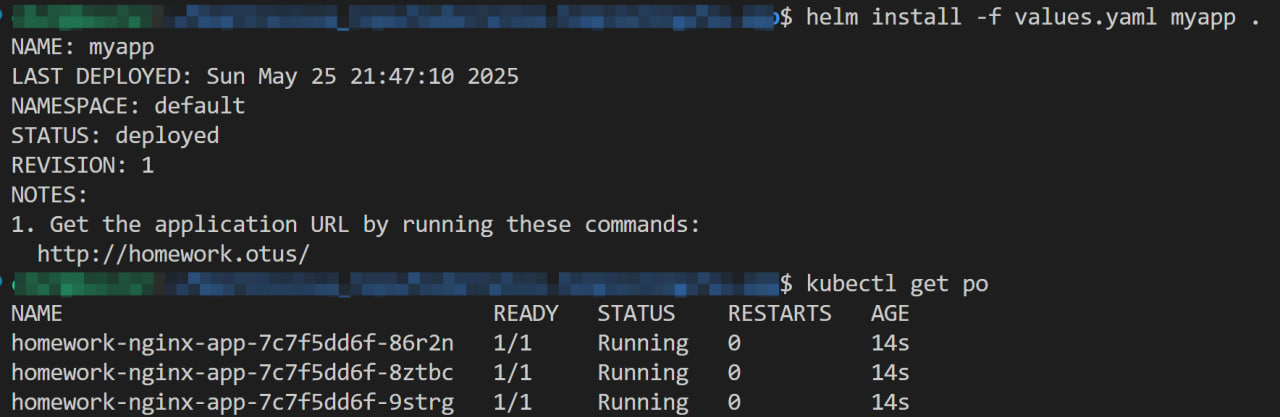 $ helm install -f values.yaml myapp .
NAME: myapp
LAST DEPLOYED: Sun May 25 21:47:10 2025
NAMESPACE: default
STATUS: deployed
REVISION: 1
NOTES:
1. Get the application URL by running these commands:
  http://homework.otus/
$ kubectl get po
NAME                                 READY   STATUS    RESTARTS   AGE
homework-nginx-app-7c7f5dd6f-86r2n   1/1     Running   0          14s
homework-nginx-app-7c7f5dd6f-8ztbc   1/1     Running   0          14s
homework-nginx-app-7c7f5dd6f-9strg   1/1     Running   0          14s